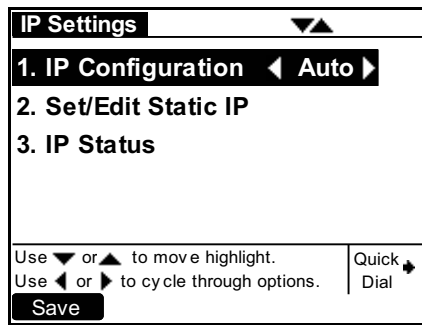 IP Settings
1. IP Configuration Auto
2. Set/Edit Static IP
3. IP Status
Use ▼ or ▲ to move highlight.
Use ◀ or ▶ to cycle through options.
Quick
Dial
Save